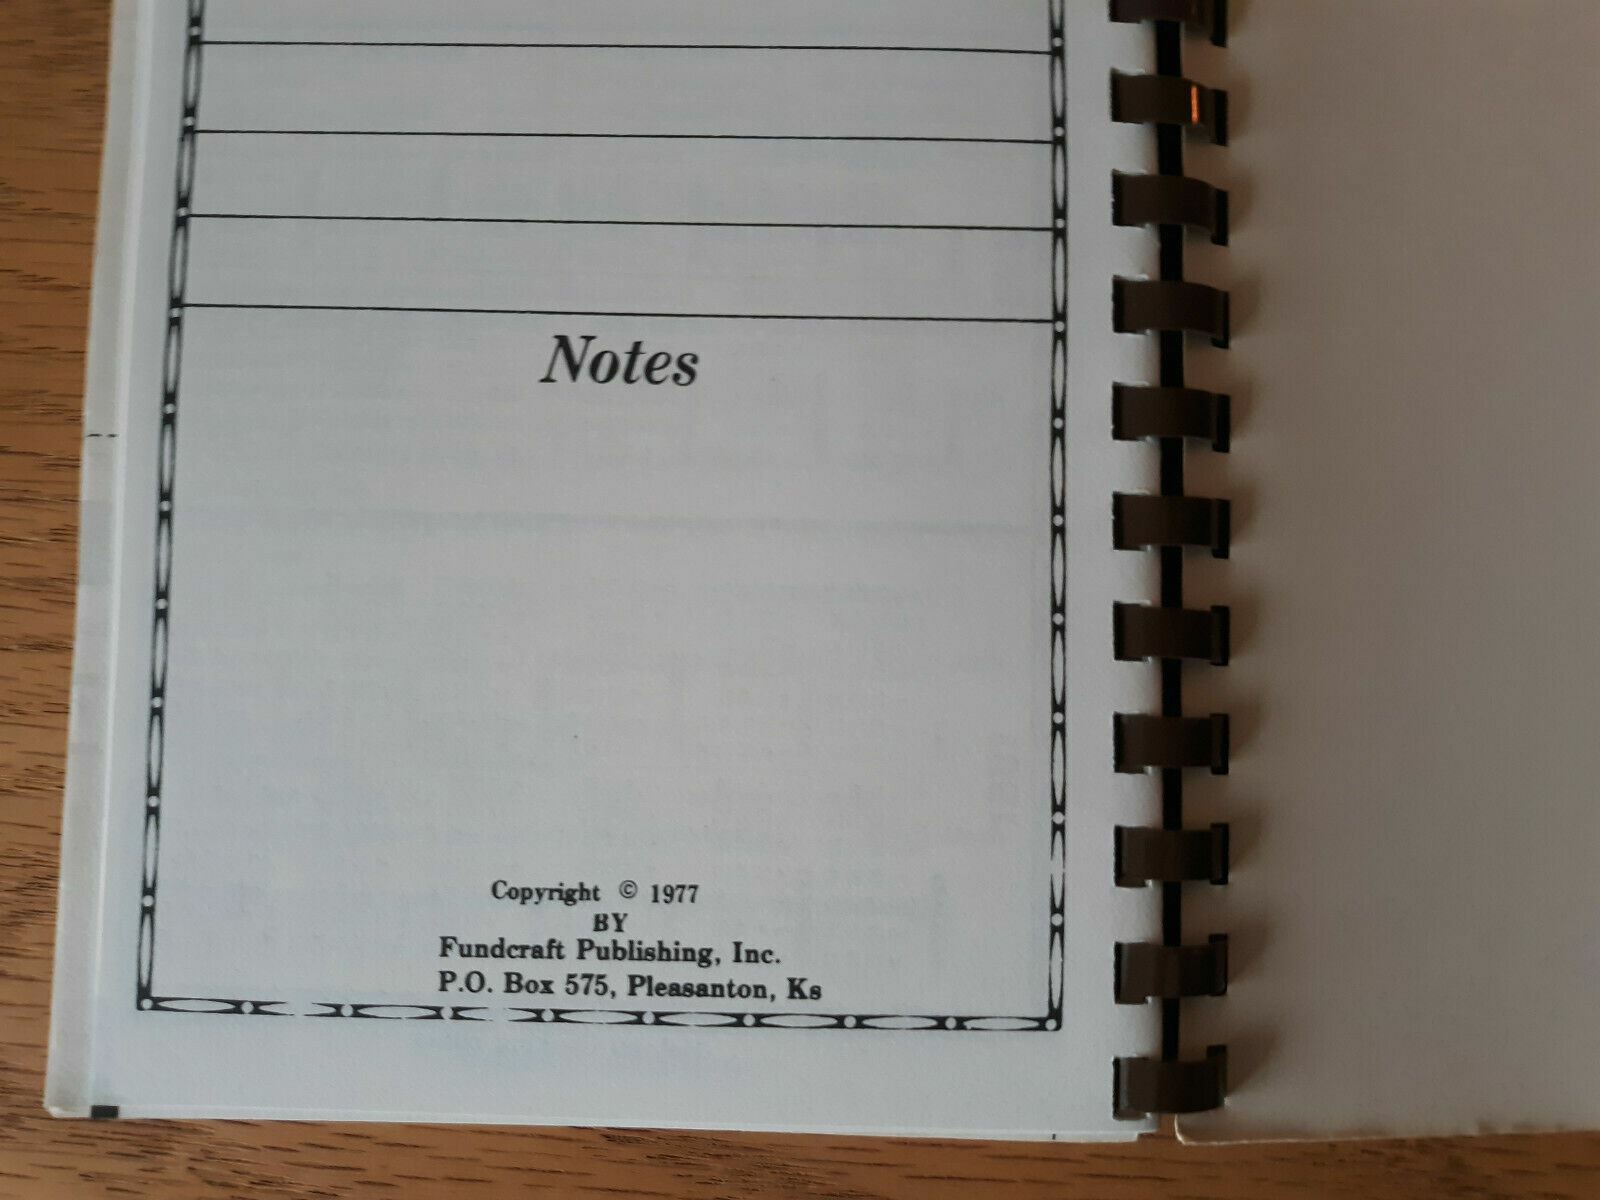 Notes
Copyright © 1977
BY
Fundcraft Publishing, Inc.
P.O. Box 575, Pleasanton, Ks